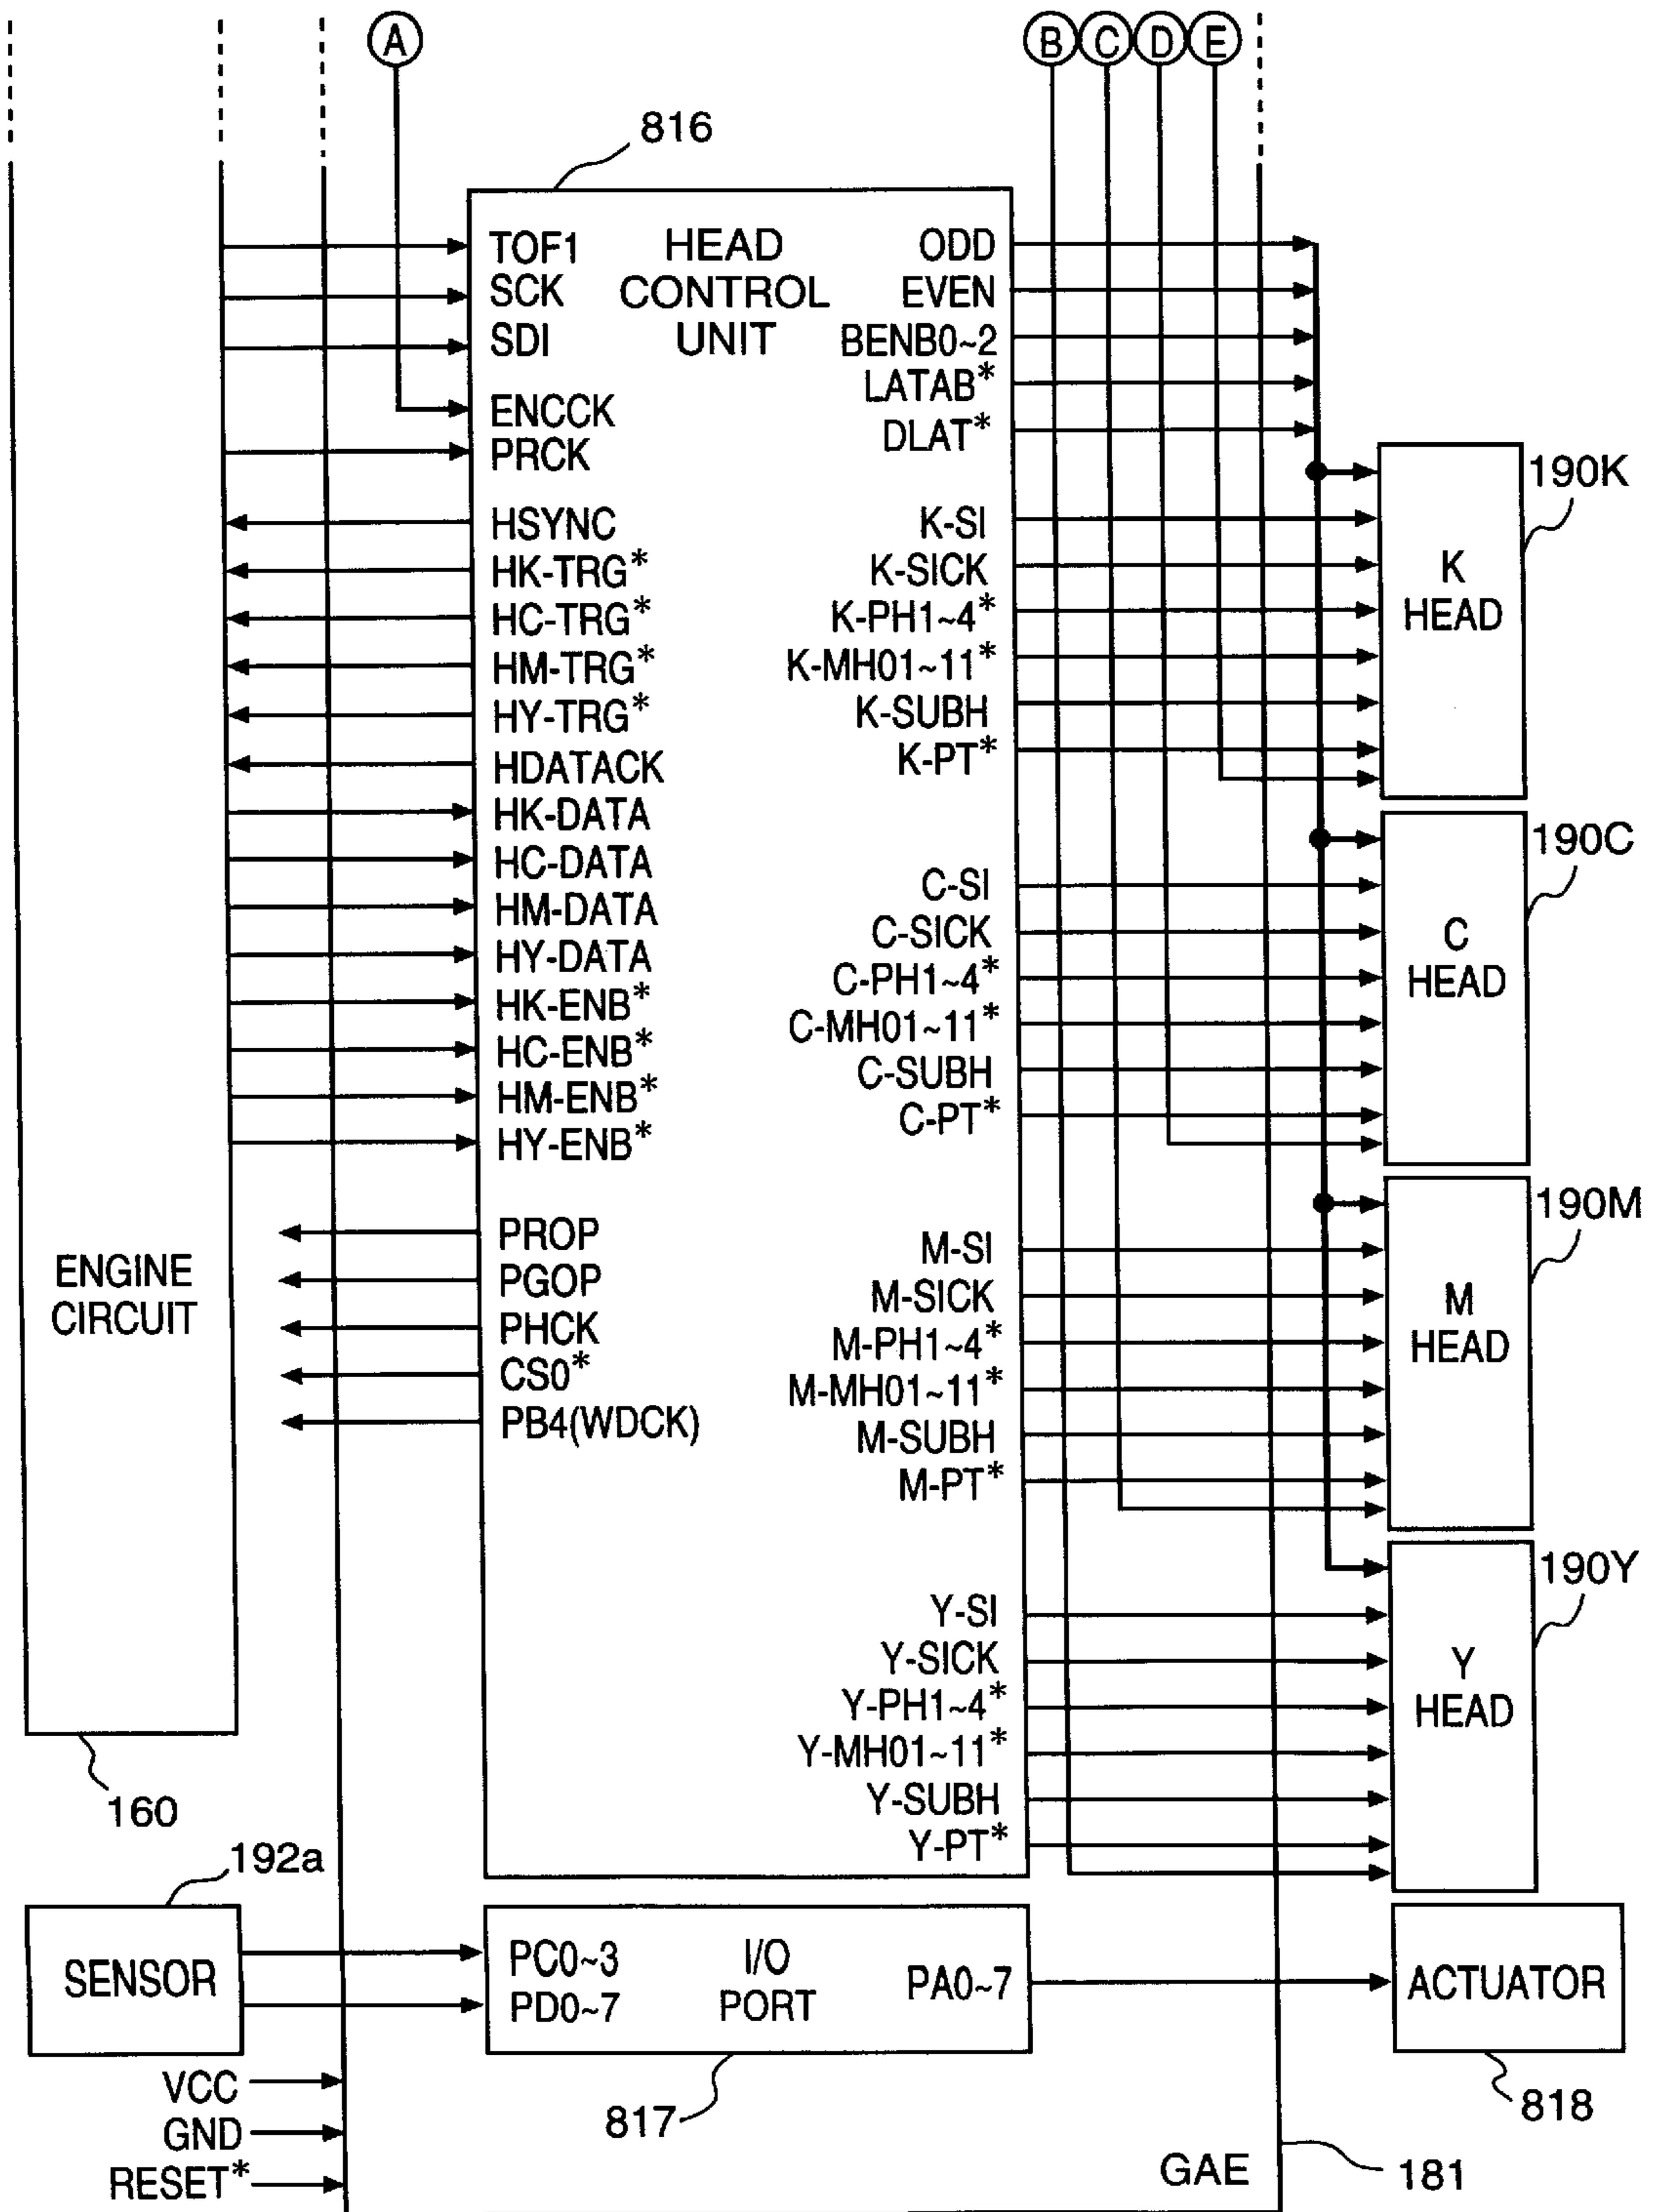 A
B C D E
816
HEAD
CONTROL
UNIT
TOF1
SCK
SDI
ENCCK
PRCK
HSYNC
HK-TRG*
HC-TRG*
HM-TRG*
HY-TRG*
HDATACK
HK-DATA
HC-DATA
HM-DATA
HY-DATA
HK-ENB*
HC-ENB*
HM-ENB*
HY-ENB*
PROP
PGOP
PHCK
CS0*
PB4(WDCK)
ODD
EVEN
BENB0~2
LATAB*
DLAT*
K-SI
K-SICK
K-PH1~4*
K-MH01~11*
K-SUBH
K-PT*
C-SI
C-SICK
C-PH1~4*
C-MH01~11*
C-SUBH
C-PT*
M-SI
M-SICK
M-PH1~4*
M-MH01~11*
M-SUBH
M-PT*
Y-SI
Y-SICK
Y-PH1~4*
Y-MH01~11*
Y-SUBH
Y-PT*
190K
K
HEAD
190C
C
HEAD
190M
M
HEAD
190Y
Y
HEAD
ENGINE
CIRCUIT
160
192a
SENSOR
PC0~3
PD0~7
I/O
PORT
PA0~7
ACTUATOR
817
818
VCC
GND
RESET*
GAE
181